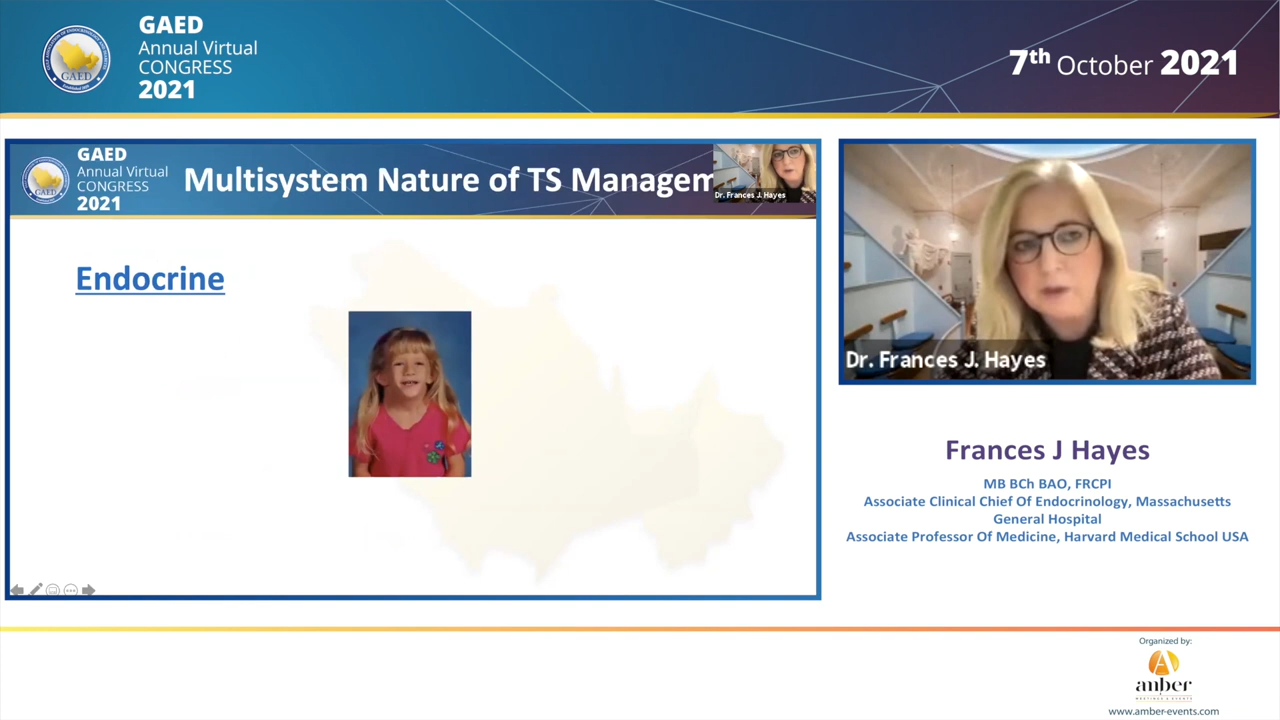 GAED
Annual Virtual
CONGRESS
2021
GAED
7th October 2021
GAED
Annual Virtual
CONGRESS
2021
Multisystem Nature of TS Managem
Dr. Frances J. Hayes
Endocrine
Dr. Frances J. Hayes
Frances J Hayes
MB BCh BAO, FRCPI
Associate Clinical Chief Of Endocrinology, Massachusetts
General Hospital
Associate Professor Of Medicine, Harvard Medical School USA
Organized by:
anber
www.amber-events.com